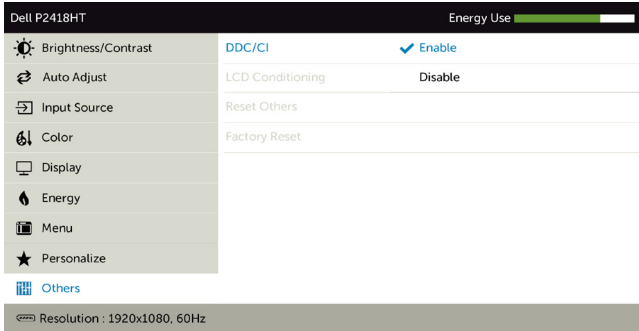 Dell P2418HT Energy Use
Brightness/Contrast DDC/CI Enable
Auto Adjust LCD Conditioning Disable
Input Source Reset Others
Color Factory Reset
Display
Energy
Menu
Personalize
Others
Resolution : 1920x1080, 60Hz